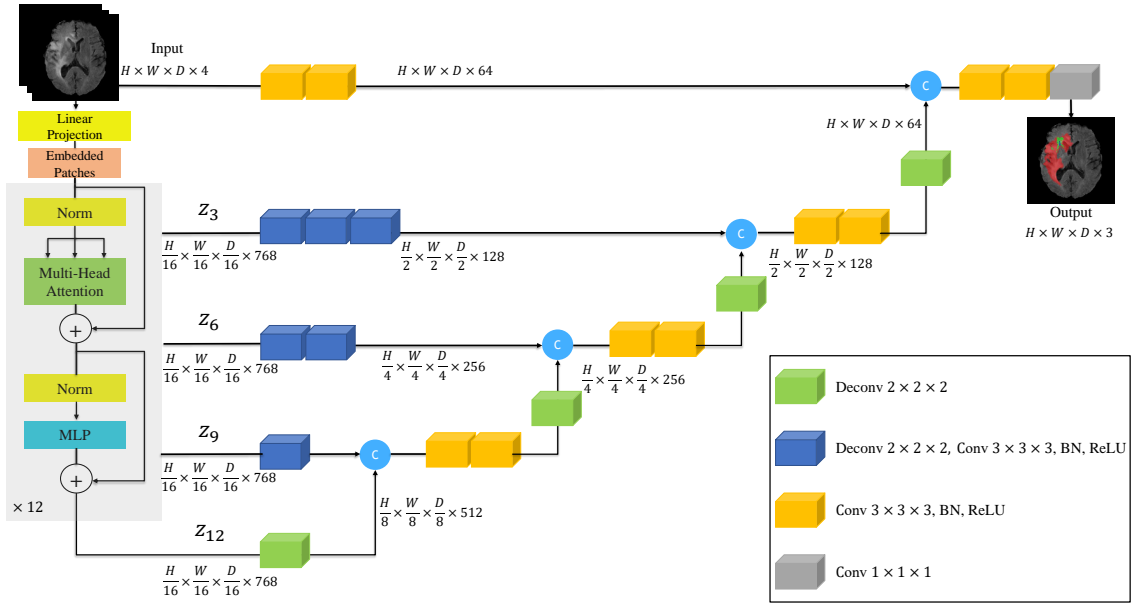 Input
H × W × D × 4
H × W × D × 64
C
H × W × D × 64
Linear
Projection
Embedded
Patches
Output
H × W × D × 3
Norm
Multi-Head
Attention
+
Norm
MLP
+
× 12
z₃
H/16 × W/16 × D/16 × 768
H/2 × W/2 × D/2 × 128
C
H/2 × W/2 × D/2 × 128
z₆
H/16 × W/16 × D/16 × 768
H/4 × W/4 × D/4 × 256
C
H/4 × W/4 × D/4 × 256
z₉
H/16 × W/16 × D/16 × 768
C
H/8 × W/8 × D/8 × 512
z₁₂
H/16 × W/16 × D/16 × 768
Deconv 2 × 2 × 2
Deconv 2 × 2 × 2, Conv 3 × 3 × 3, BN, ReLU
Conv 3 × 3 × 3, BN, ReLU
Conv 1 × 1 × 1